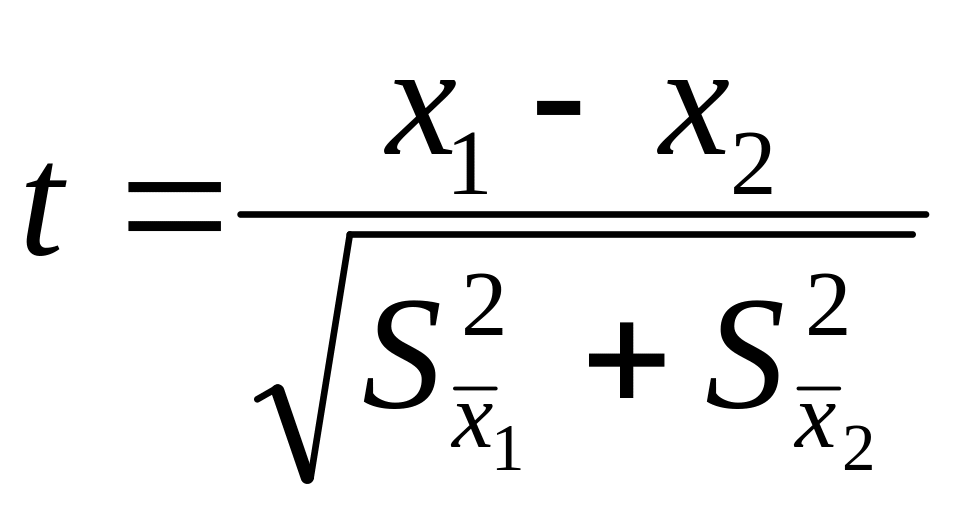 t = (x₁ - x₂) / √(S²x̄₁ + S²x̄₂)